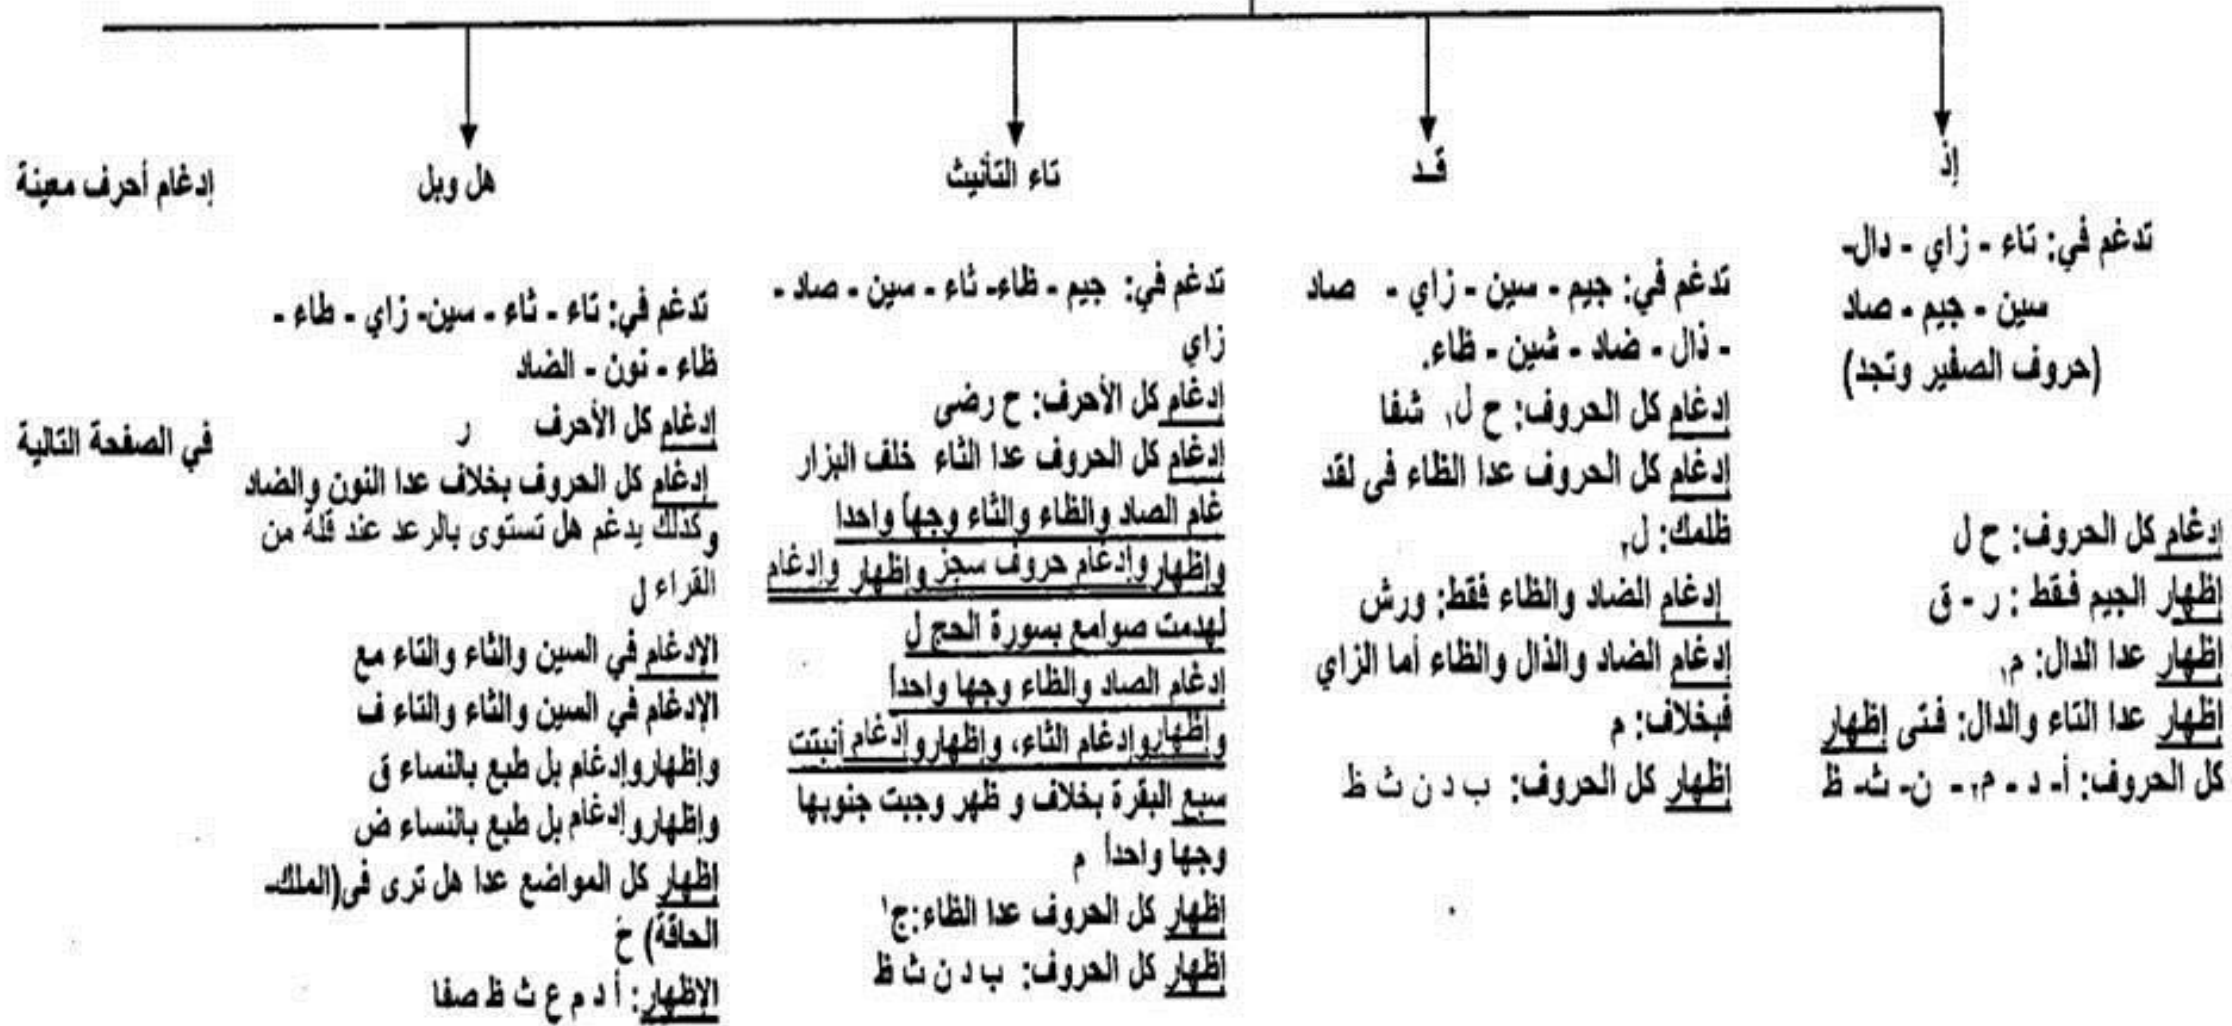 إذ
تدغم في: تاء - زاي - دال-
سين - جيم - صاد
(حروف الصفير وتجد)
إدغام كل الحروف: ح ل
إظهار الجيم فقط : ر - ق
إظهار عدا الدال: م,
إظهار عدا التاء والدال: فتى إظهار
كل الحروف: أ- د - م, - ن- ث- ظ
قد
تدغم في: جيم - سين - زاي - صاد
- ذال - ضاد - شين - ظاء.
إدغام كل الحروف: ح ل, شفا
إدغام كل الحروف عدا الظاء فى لقد
ظلمك: ل,
إدغام الضاد والظاء فقط: ورش
إدغام الضاد والذال والظاء أما الزاي
فبخلاف: م
إظهار كل الحروف: ب د ن ث ظ
تاء التأنيث
تدغم في: جيم - ظاء- ثاء - سين - صاد -
زاي
إدغام كل الأحرف: ح رضى
إدغام كل الحروف عدا الثاء خلف البزار
غام الصاد والظاء والثاء وجها واحدا
وإظهار وإدغام حروف سجز وإظهار وإدغام
لهدمت صوامع بسورة الحج ل
إدغام الصاد والظاء وجها واحدأ
وإظهار وإدغام الثاء، وإظهار وإدغام أنبتت
سبع البقرة بخلاف و ظهر وجبت جنوبها
وجها واحدأ م
إظهار كل الحروف عدا الظاء:ج'
إظهار كل الحروف: ب د ن ث ظ
هل وبل
تدغم في: تاء - ثاء - سين- زاي - طاء -
ظاء - نون - الضاد
إدغام كل الأحرف ر
إدغام كل الحروف بخلاف عدا النون والضاد
وكذلك يدغم هل تستوى بالرعد عند قلة من
القراء ل
الإدغام في السين والثاء والتاء مع
الإدغام في السين والثاء والتاء ف
وإظهار وإدغام بل طبع بالنساء ق
وإظهار وإدغام بل طبع بالنساء ض
إظهار كل المواضع عدا هل ترى فى(الملك-
الحاقة) خ
الإظهار: أ د م ع ث ظ صفا
إدغام أحرف معينة
في الصفحة التالية